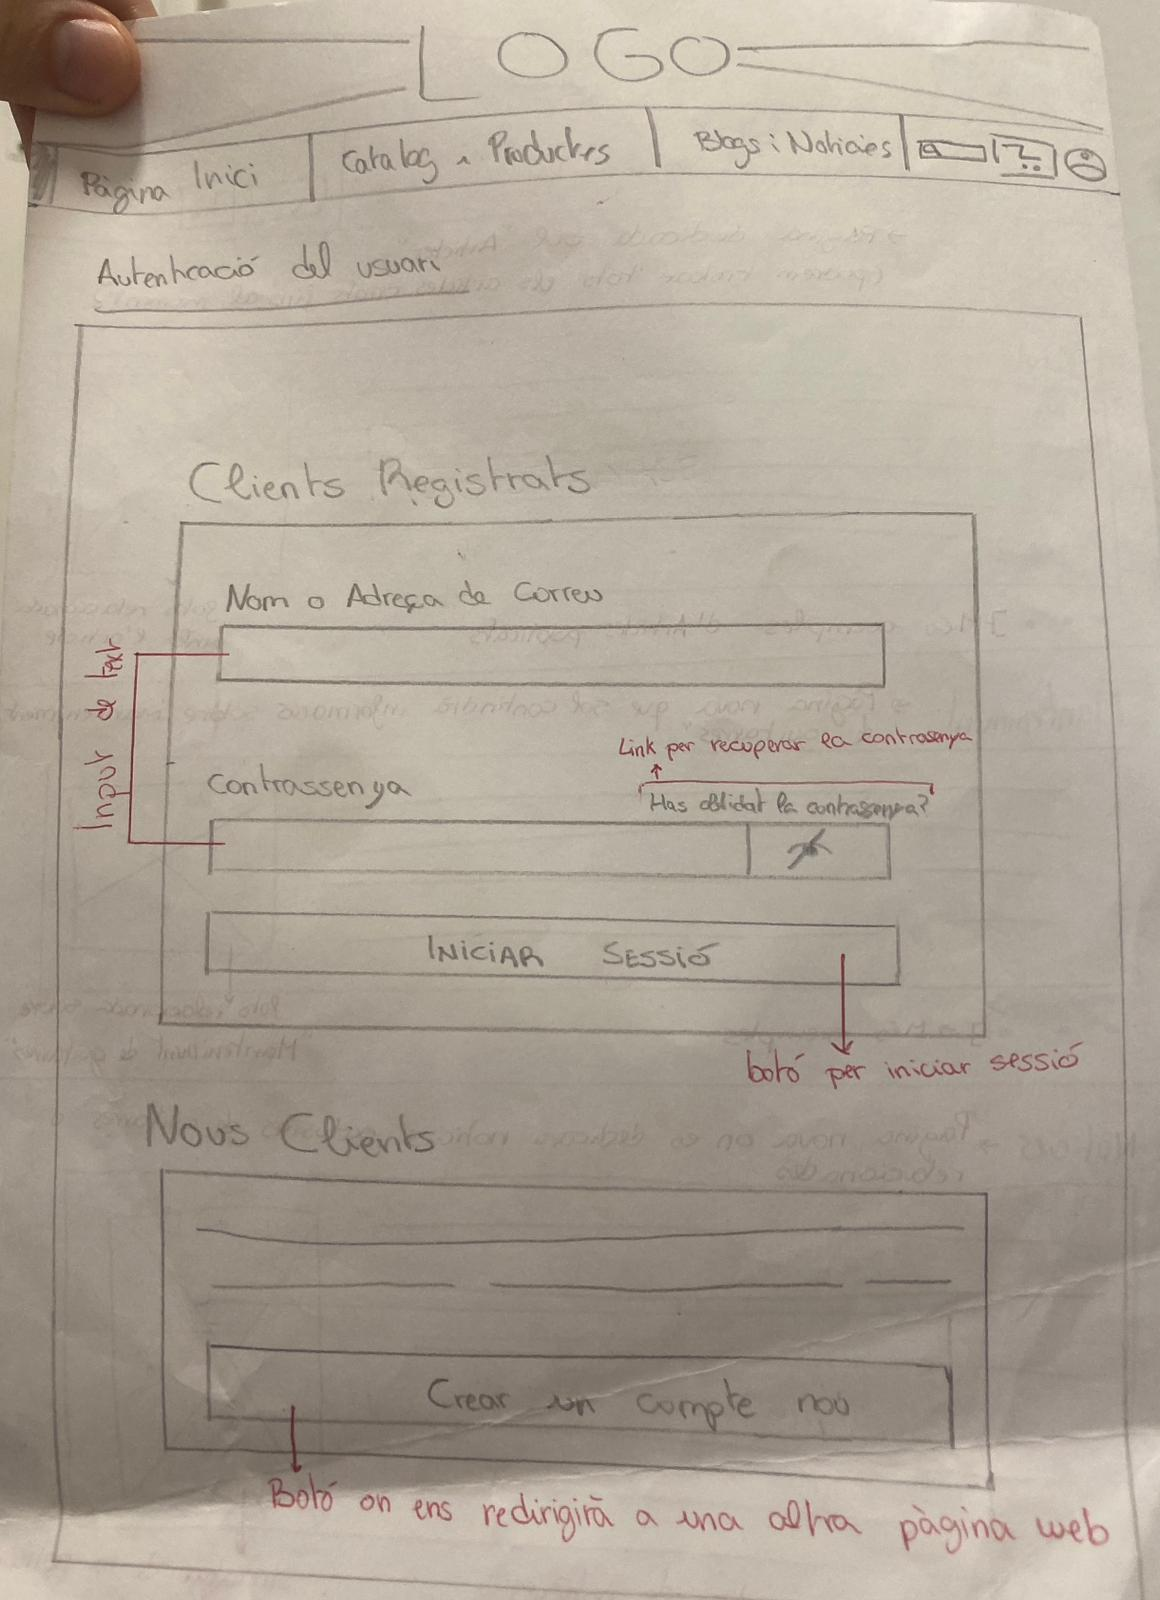 LOGO
Pàgina Inici
Catalog a Productes
Blogs i Noticies
Autenticació del usuari
Clients Registrats
Nom o Adreça de Correu
Input de text
Link per recuperar la contrasenya
Contrassenya
Has oblidat la contrasenya?
INICIAR SESSIÓ
botó per iniciar sessió
Nous Clients
Crear un compte nou
Botó on ens redirigirà a una altra pàgina web